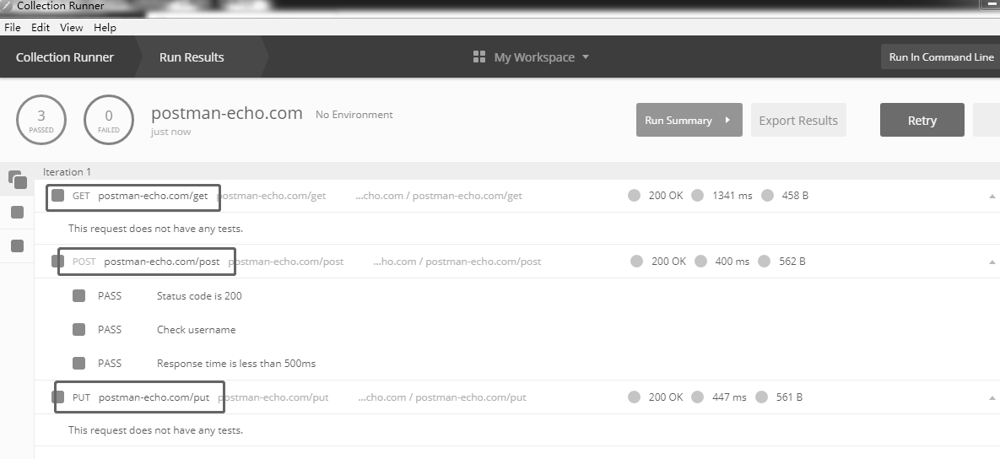 Collection Runner
File Edit View Help
Collection Runner Run Results My Workspace Run In Command Line
3 PASSED 0 FAILED postman-echo.com No Environment just now Run Summary Export Results Retry
Iteration 1
GET postman-echo.com/get postman-echo.com/get ...cho.com / postman-echo.com/get 200 OK 1341 ms 458 B
This request does not have any tests.
POST postman-echo.com/post postman-echo.com/post ...ho.com / postman-echo.com/post 200 OK 400 ms 562 B
PASS Status code is 200
PASS Check username
PASS Response time is less than 500ms
PUT postman-echo.com/put postman-echo.com/put ...cho.com / postman-echo.com/put 200 OK 447 ms 561 B
This request does not have any tests.